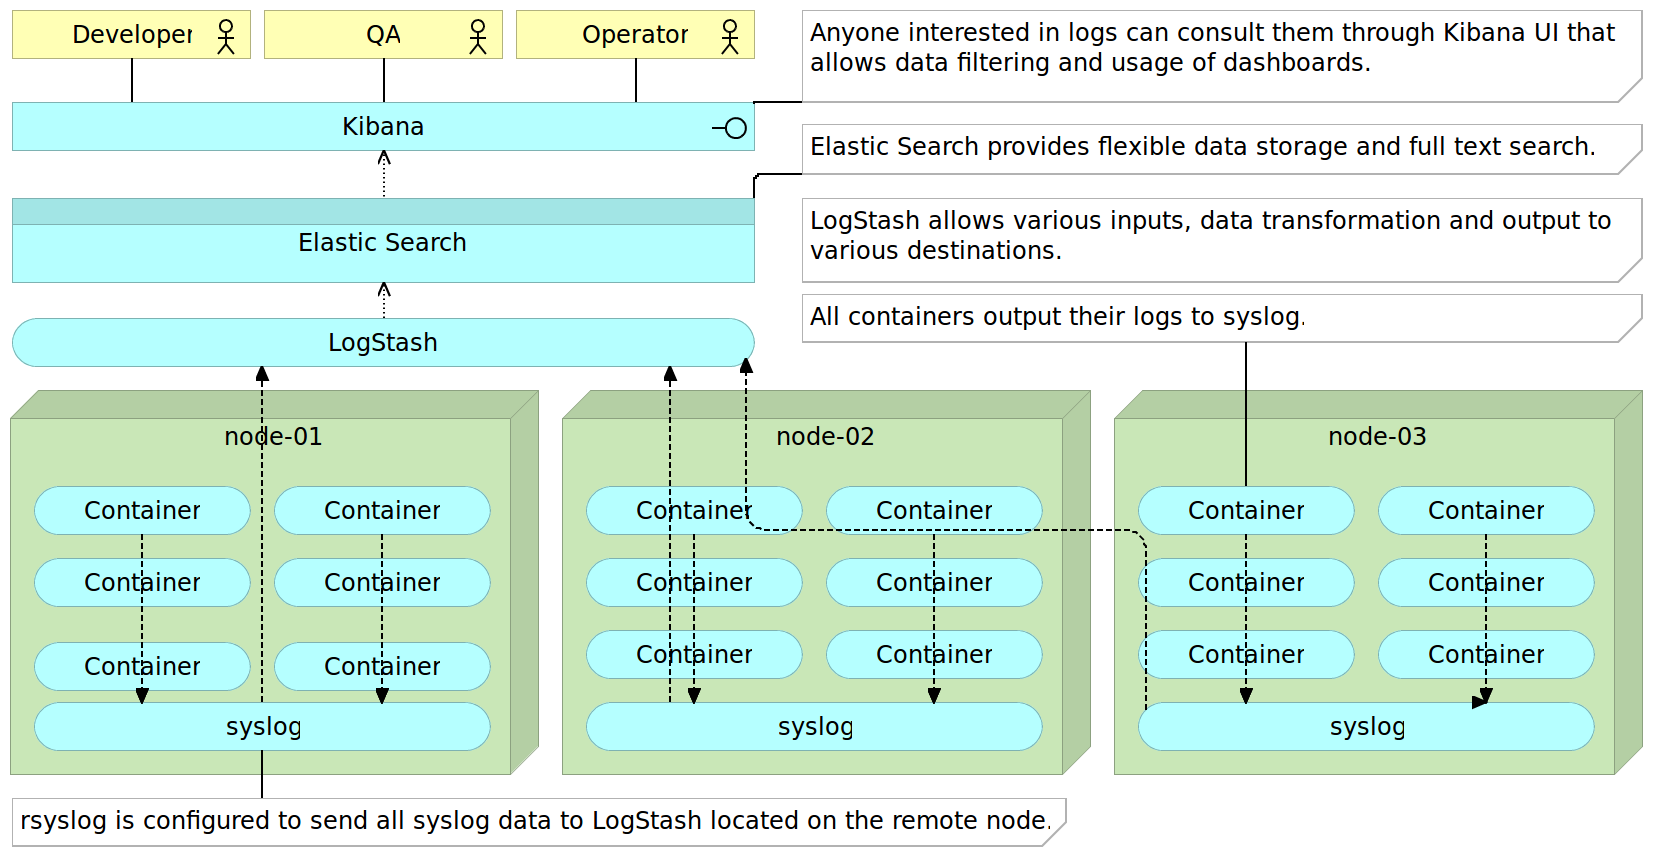 Developer
QA
Operator
Anyone interested in logs can consult them through Kibana UI that
allows data filtering and usage of dashboards.
Kibana
Elastic Search provides flexible data storage and full text search.
Elastic Search
LogStash allows various inputs, data transformation and output to
various destinations.
All containers output their logs to syslog.
LogStash
node-01
Container
Container
Container
Container
Container
Container
syslog
node-02
Container
Container
Container
Container
Container
Container
syslog
node-03
Container
Container
Container
Container
Container
Container
syslog
rsyslog is configured to send all syslog data to LogStash located on the remote node.